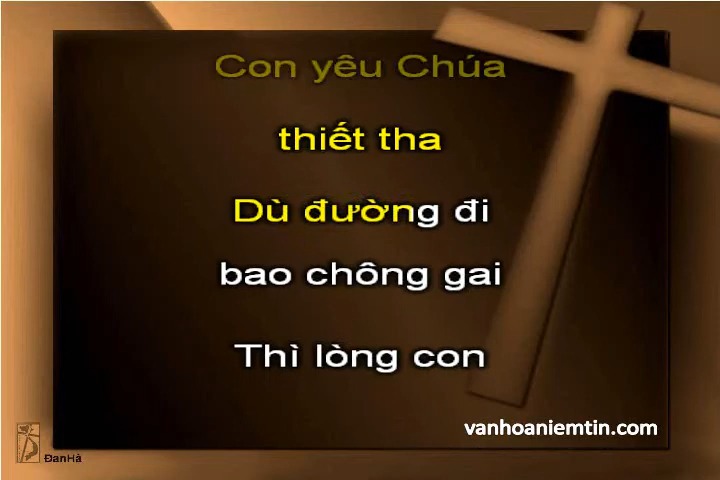 Con yêu Chúa
thiết tha
Dù đường đi
bao chông gai
Thì lòng con
vanhoaniemtin.com
ĐanHà